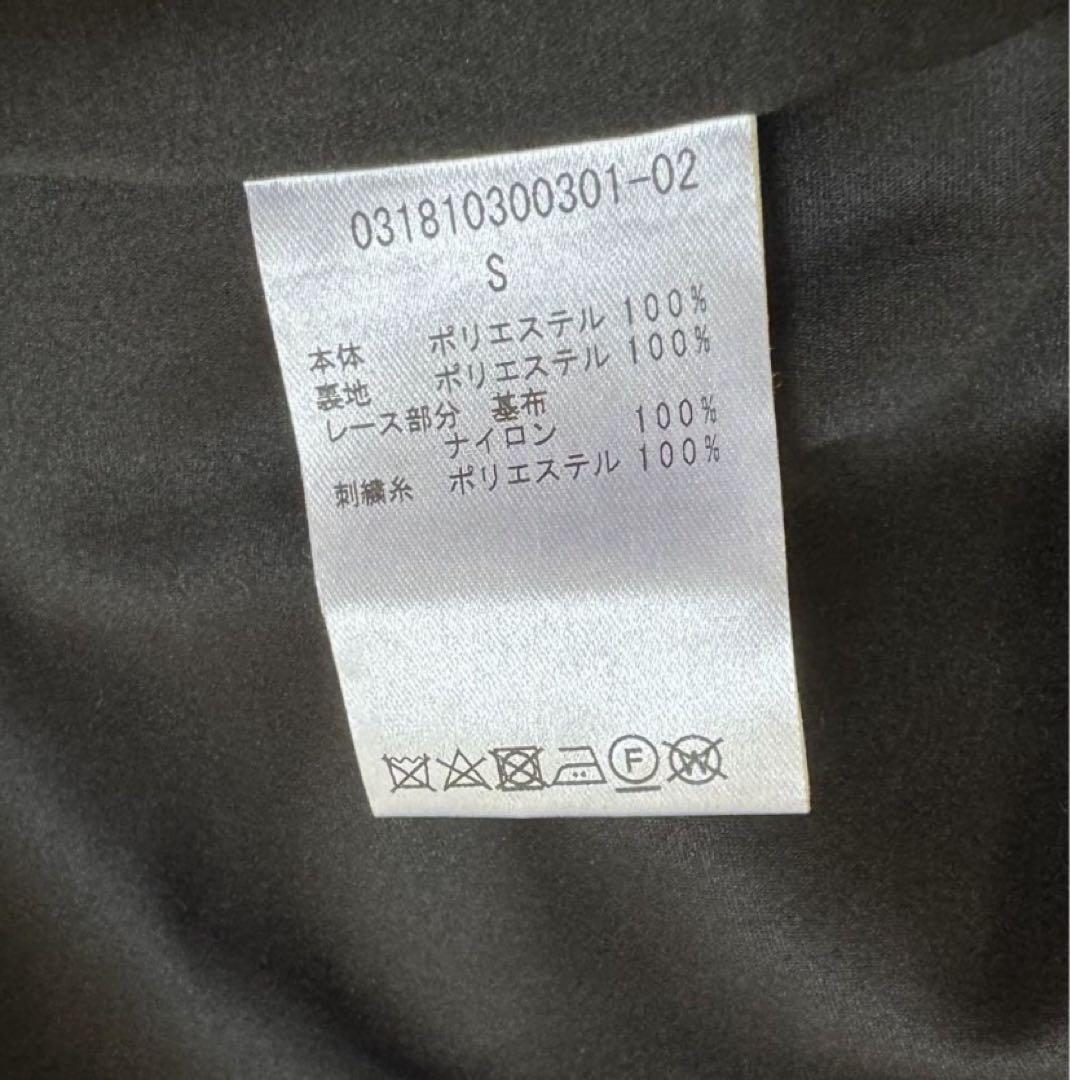 031810300301-02
S
本体 ポリエステル 100%
裏地 ポリエステル 100%
レース部分 基布
ナイロン 100%
刺繍糸 ポリエステル 100%
F W